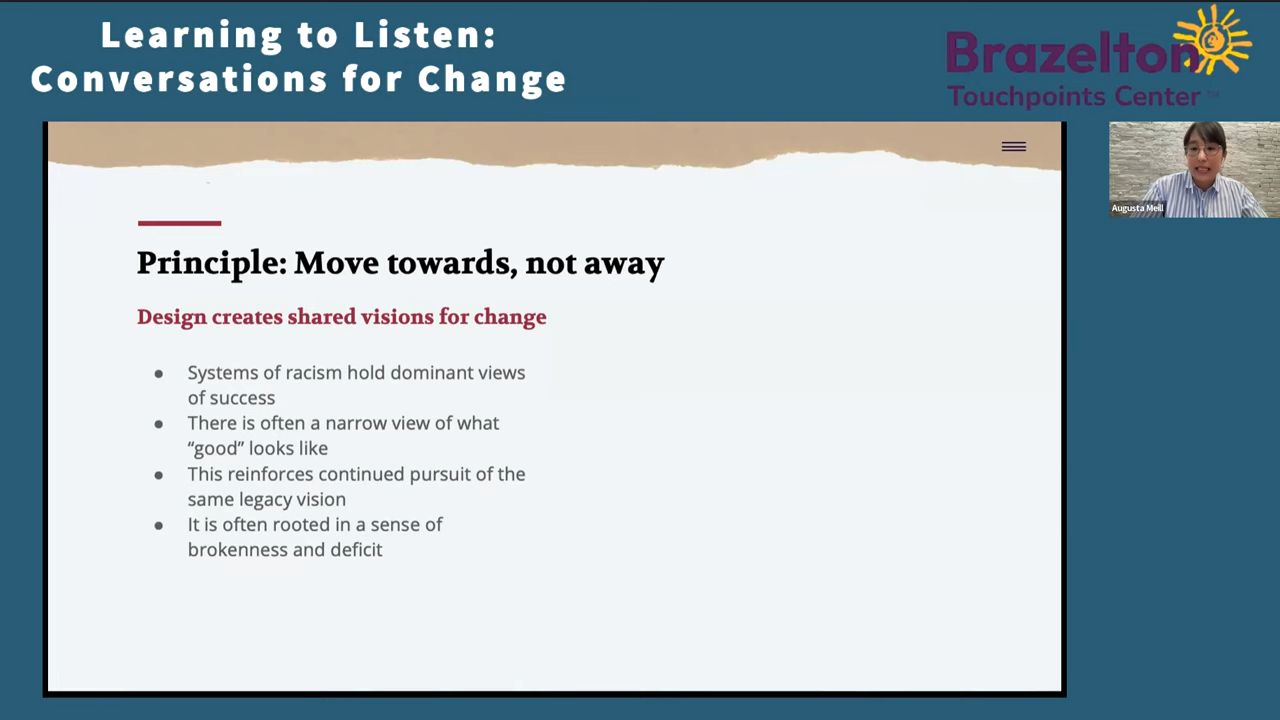 Learning to Listen:
Conversations for Change
Brazelton
Touchpoints Center™
Augusta Meill
Principle: Move towards, not away
Design creates shared visions for change
● Systems of racism hold dominant views
of success
● There is often a narrow view of what
“good” looks like
● This reinforces continued pursuit of the
same legacy vision
● It is often rooted in a sense of
brokenness and deficit